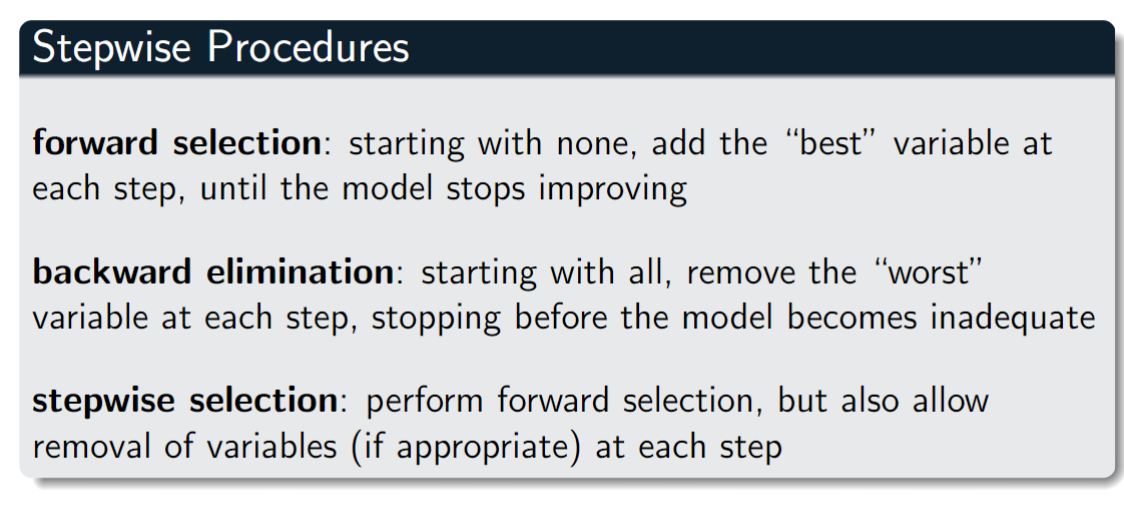 Stepwise Procedures
forward selection: starting with none, add the “best” variable at
each step, until the model stops improving
backward elimination: starting with all, remove the “worst”
variable at each step, stopping before the model becomes inadequate
stepwise selection: perform forward selection, but also allow
removal of variables (if appropriate) at each step